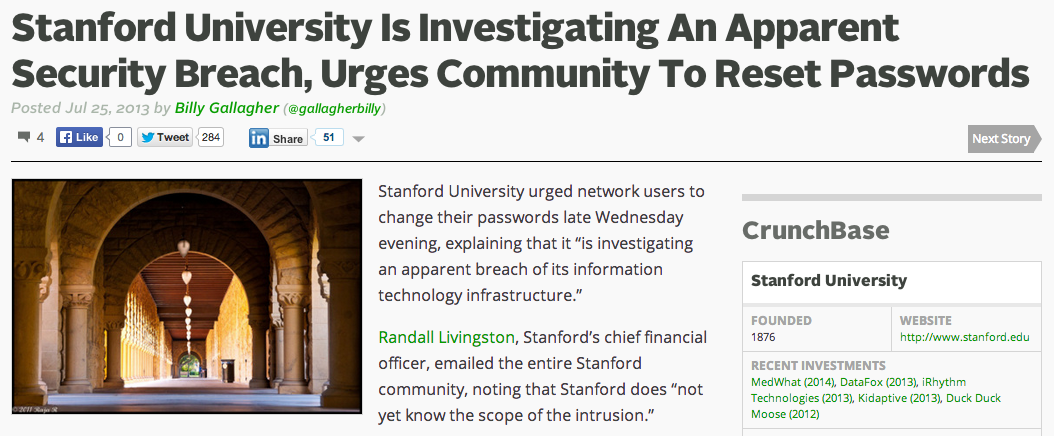 Stanford University Is Investigating An Apparent
Security Breach, Urges Community To Reset Passwords
Posted Jul 25, 2013 by Billy Gallagher (@gallagherbilly)
4
Like
0
Tweet
284
in
Share
51
Next Story
Stanford University urged network users to
change their passwords late Wednesday
evening, explaining that it “is investigating
an apparent breach of its information
technology infrastructure.”
Randall Livingston, Stanford’s chief financial
officer, emailed the entire Stanford
community, noting that Stanford does “not
yet know the scope of the intrusion.”
© 2011 Raja R
CrunchBase
Stanford University
FOUNDED
1876
WEBSITE
http://www.stanford.edu
RECENT INVESTMENTS
MedWhat (2014), DataFox (2013), iRhythm
Technologies (2013), Kidaptive (2013), Duck Duck
Moose (2012)